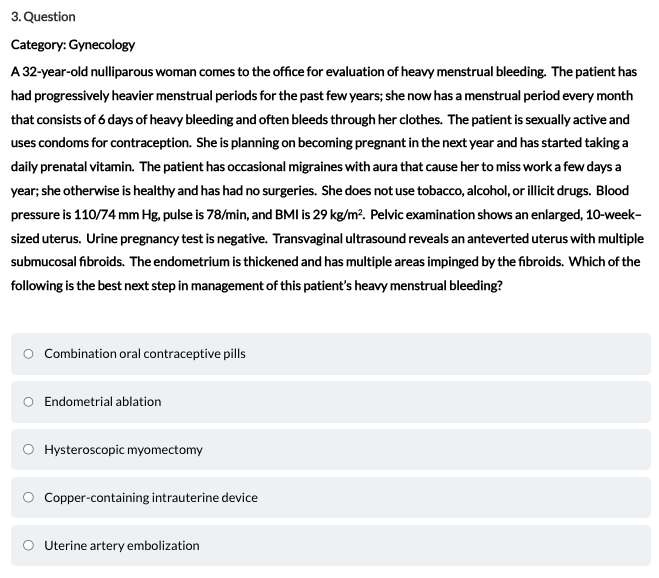 3. Question
Category: Gynecology
A 32-year-old nulliparous woman comes to the office for evaluation of heavy menstrual bleeding.  The patient has
had progressively heavier menstrual periods for the past few years; she now has a menstrual period every month
that consists of 6 days of heavy bleeding and often bleeds through her clothes.  The patient is sexually active and
uses condoms for contraception.  She is planning on becoming pregnant in the next year and has started taking a
daily prenatal vitamin.  The patient has occasional migraines with aura that cause her to miss work a few days a
year; she otherwise is healthy and has had no surgeries.  She does not use tobacco, alcohol, or illicit drugs.  Blood
pressure is 110/74 mm Hg, pulse is 78/min, and BMI is 29 kg/m².  Pelvic examination shows an enlarged, 10-week–
sized uterus.  Urine pregnancy test is negative.  Transvaginal ultrasound reveals an anteverted uterus with multiple
submucosal fibroids.  The endometrium is thickened and has multiple areas impinged by the fibroids.  Which of the
following is the best next step in management of this patient's heavy menstrual bleeding?
Combination oral contraceptive pills
Endometrial ablation
Hysteroscopic myomectomy
Copper-containing intrauterine device
Uterine artery embolization